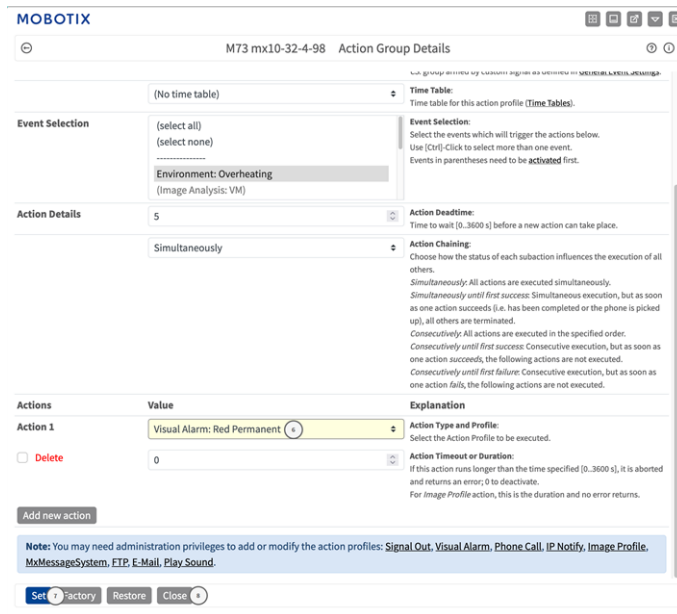 MOBOTIX
M73 mx10-32-4-98 Action Group Details
C.S. group armed by custom signal as defined in General Event Settings.
(No time table)
Time Table:
Time table for this action profile (Time Tables).
Event Selection
(select all)
(select none)
---------------
Environment: Overheating
(Image Analysis: VM)
Event Selection:
Select the events which will trigger the actions below.
Use [Ctrl]-Click to select more than one event.
Events in parentheses need to be activated first.
Action Details
5
Action Deadtime:
Time to wait [0..3600 s] before a new action can take place.
Simultaneously
Action Chaining:
Choose how the status of each subaction influences the execution of all
others.
Simultaneously: All actions are executed simultaneously.
Simultaneously until first success: Simultaneous execution, but as soon
as one action succeeds (i.e. has been completed or the phone is picked
up), all others are terminated.
Consecutively: All actions are executed in the specified order.
Consecutively until first success: Consecutive execution, but as soon as
one action succeeds, the following actions are not executed.
Consecutively until first failure: Consecutive execution, but as soon as
one action fails, the following actions are not executed.
Actions Value Explanation
Action 1
Visual Alarm: Red Permanent 6
Action Type and Profile:
Select the Action Profile to be executed.
Delete
0
Action Timeout or Duration:
If this action runs longer than the time specified [0..3600 s], it is aborted
and returns an error; 0 to deactivate.
For Image Profile action, this is the duration and no error returns.
Add new action
Note: You may need administration privileges to add or modify the action profiles: Signal Out, Visual Alarm, Phone Call, IP Notify, Image Profile,
MxMessageSystem, FTP, E-Mail, Play Sound.
Set 7 Factory Restore Close 8